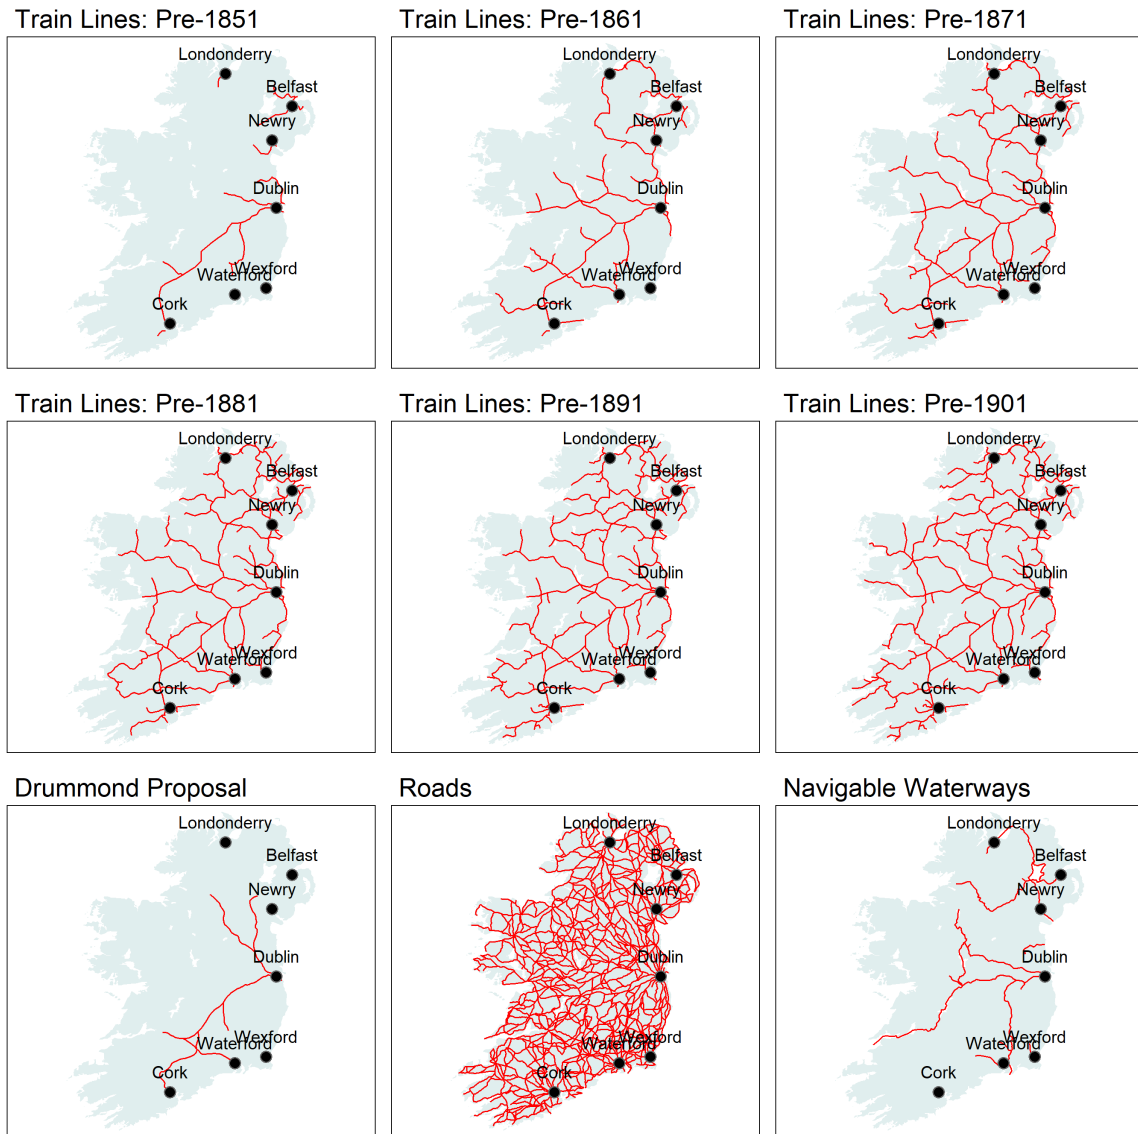 Train Lines: Pre-1851
Londonderry
Belfast
Newry
Dublin
Wexford
Waterford
Cork
Train Lines: Pre-1861
Londonderry
Belfast
Newry
Dublin
Wexford
Waterford
Cork
Train Lines: Pre-1871
Londonderry
Belfast
Newry
Dublin
Wexford
Waterford
Cork
Train Lines: Pre-1881
Londonderry
Belfast
Newry
Dublin
Wexford
Waterford
Cork
Train Lines: Pre-1891
Londonderry
Belfast
Newry
Dublin
Wexford
Waterford
Cork
Train Lines: Pre-1901
Londonderry
Belfast
Newry
Dublin
Wexford
Waterford
Cork
Drummond Proposal
Londonderry
Belfast
Newry
Dublin
Wexford
Waterford
Cork
Roads
Londonderry
Belfast
Newry
Dublin
Wexford
Waterford
Cork
Navigable Waterways
Londonderry
Belfast
Newry
Dublin
Wexford
Waterford
Cork